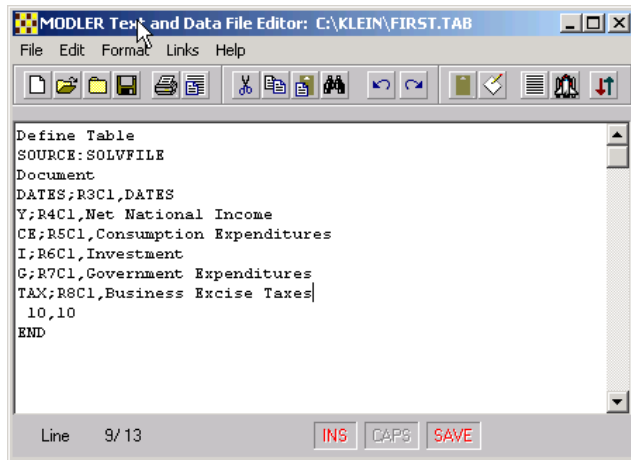 MODLER Text and Data File Editor: C:\KLEIN\FIRST.TAB
File Edit Format Links Help
Define Table
SOURCE:SOLVFILE
Document
DATES;R3C1,DATES
Y;R4C1,Net National Income
CE;R5C1,Consumption Expenditures
I;R6C1,Investment
G;R7C1,Government Expenditures
TAX;R8C1,Business Excise Taxes
10,10
END
Line 9/13 INS CAPS SAVE